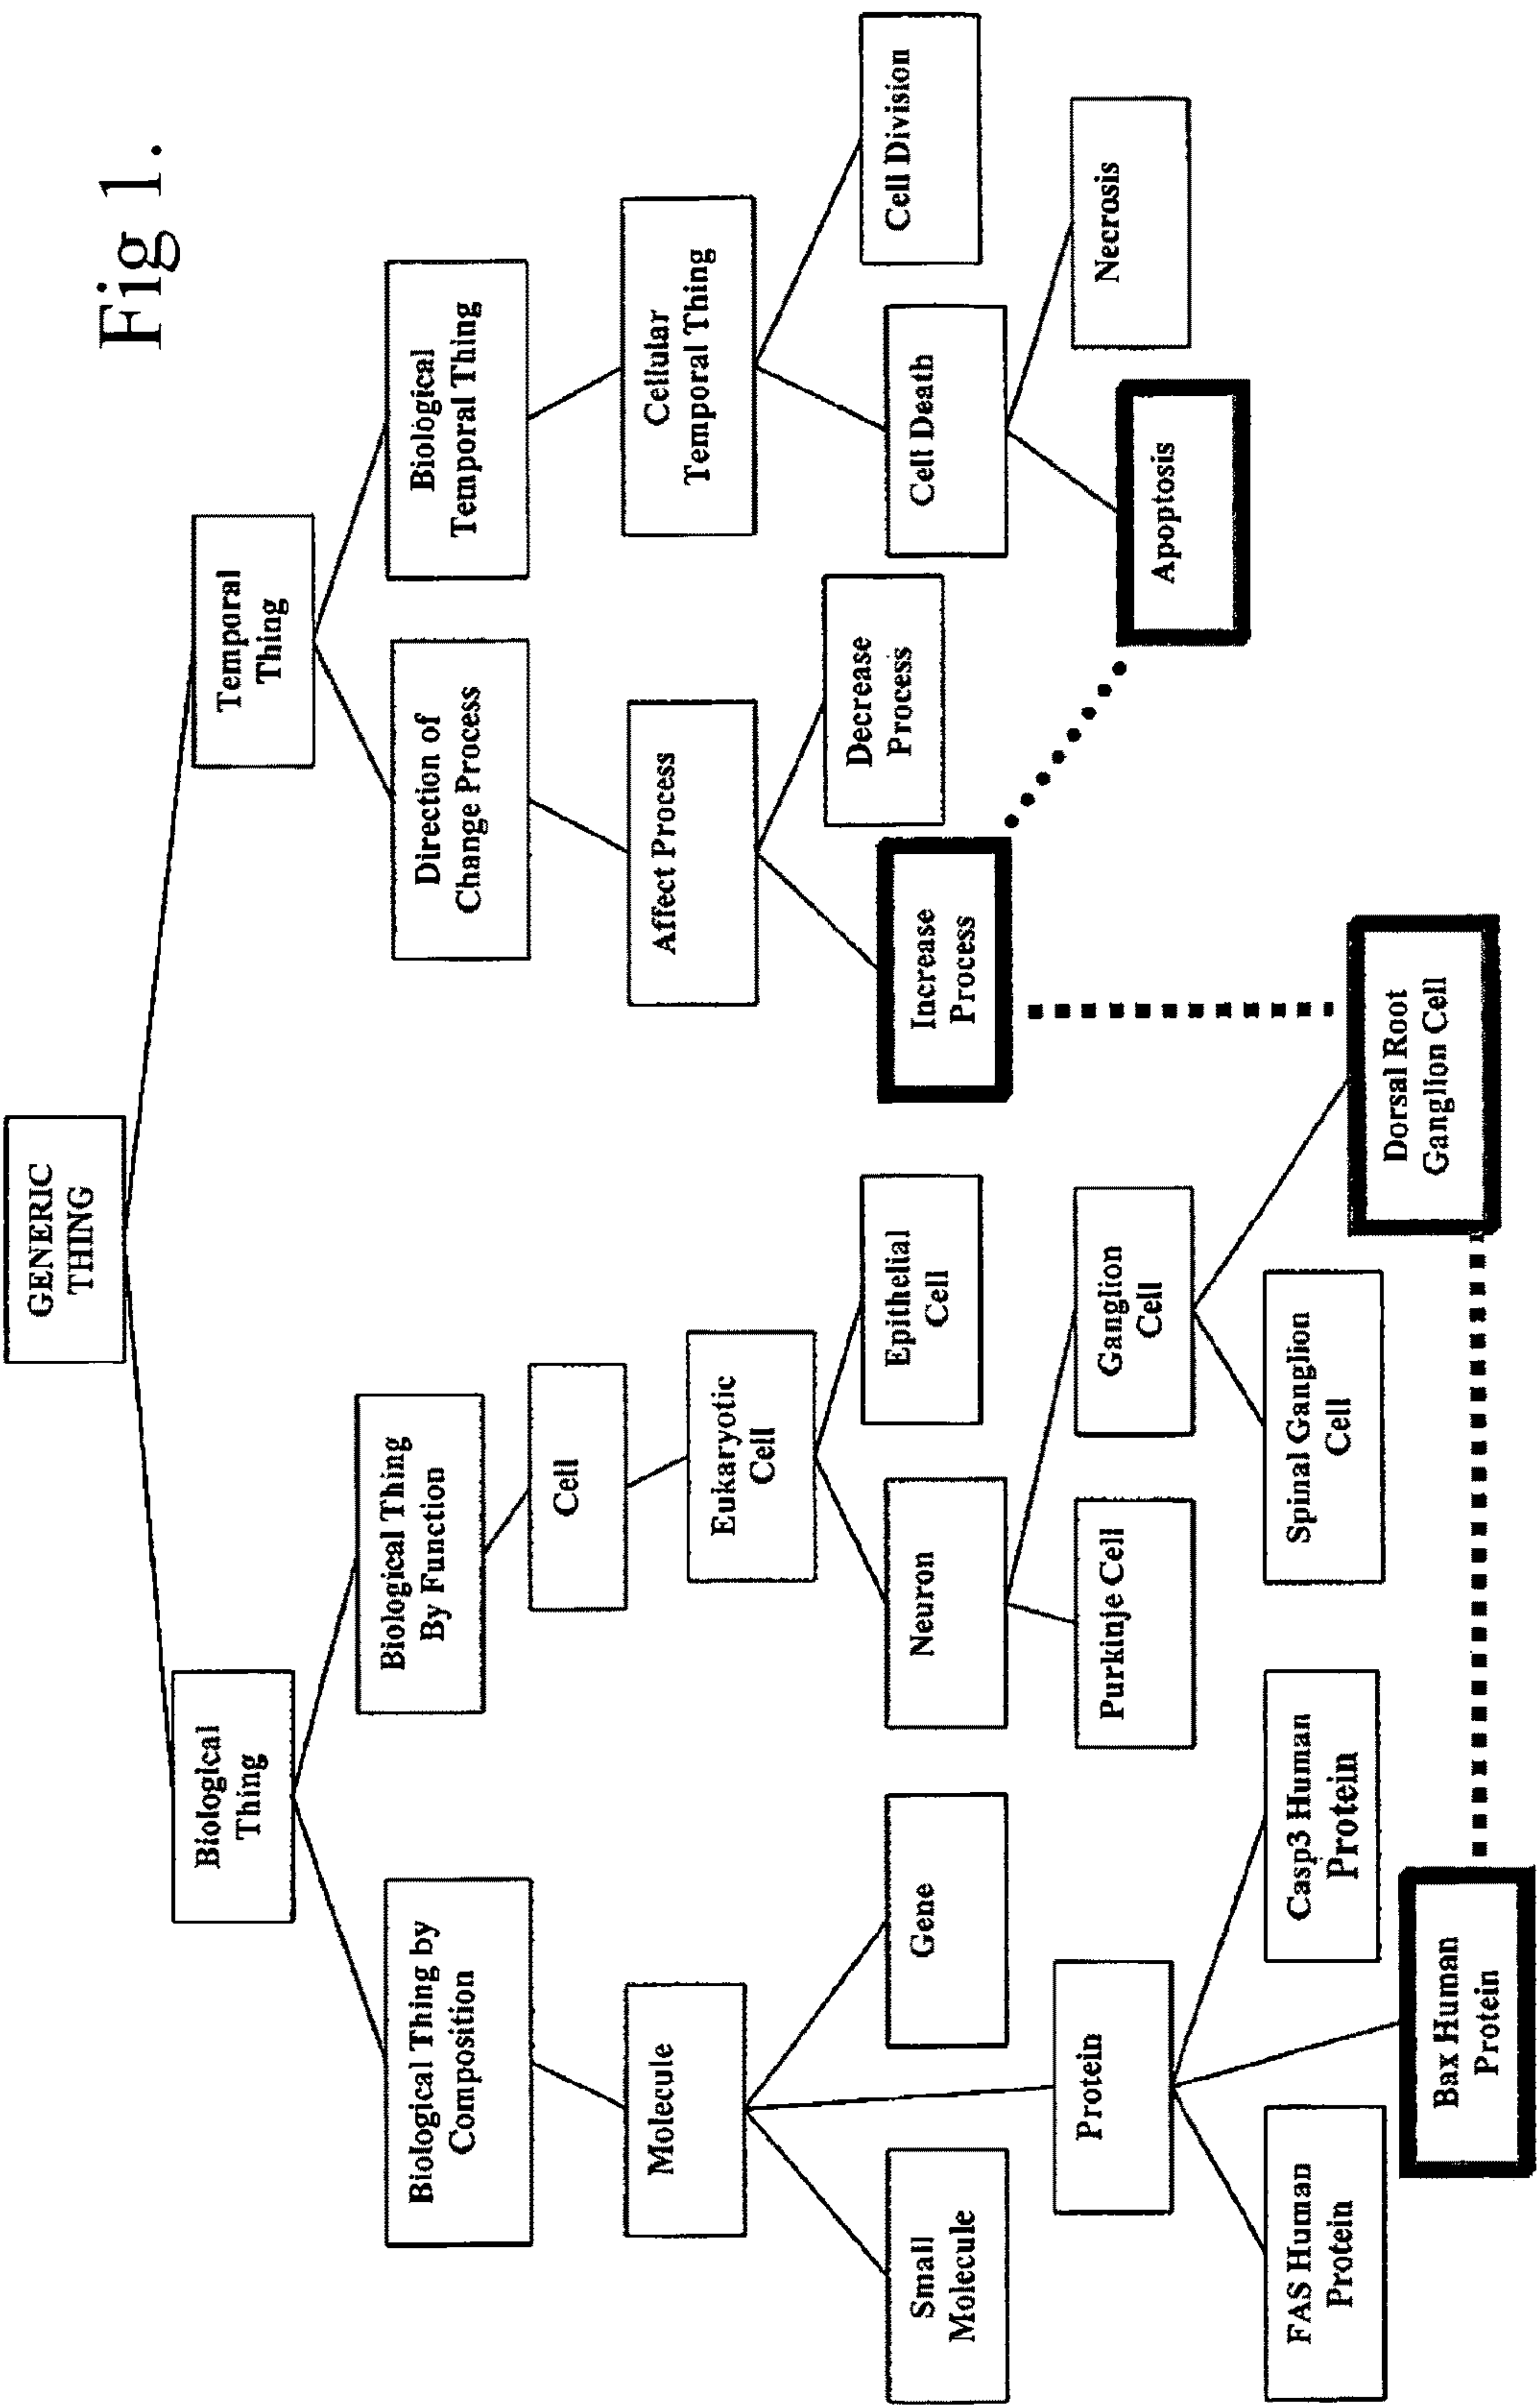 Fig 1.
GENERIC
THING
Biological
Thing
Temporal
Thing
Biological Thing by
Composition
Biological Thing
By Function
Direction of
Change Process
Biological
Temporal Thing
Molecule
Cell
Eukaryotic
Cell
Affect Process
Cellular
Temporal Thing
Small
Molecule
Gene
Neuron
Epithelial
Cell
Increase
Process
Decrease
Process
Cell Death
Cell Division
Protein
Purkinje Cell
Ganglion
Cell
Apoptosis
Necrosis
FAS Human
Protein
Casp3 Human
Protein
Spinal Ganglion
Cell
Dorsal Root
Ganglion Cell
Bax Human
Protein